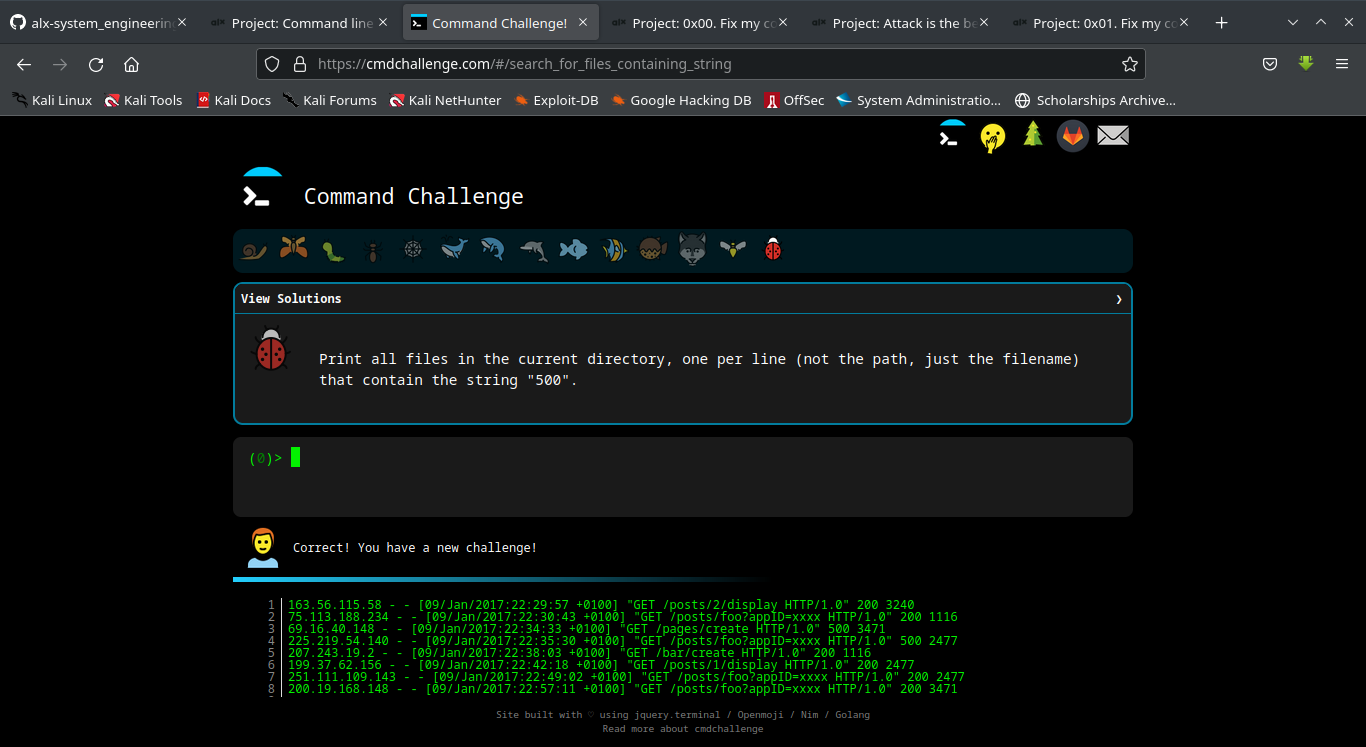 alx-system_engineerin
Project: Command line
Command Challenge!
Project: 0x00. Fix my co
Project: Attack is the be
Project: 0x01. Fix my co
https://cmdchallenge.com/#/search_for_files_containing_string
Kali Linux Kali Tools Kali Docs Kali Forums Kali NetHunter Exploit-DB Google Hacking DB OffSec System Administratio... Scholarships Archive...
Command Challenge
View Solutions
Print all files in the current directory, one per line (not the path, just the filename)
that contain the string "500".
(0)>
Correct! You have a new challenge!
1 163.56.115.58 - - [09/Jan/2017:22:29:57 +0100] "GET /posts/2/display HTTP/1.0" 200 3240
2 75.113.188.234 - - [09/Jan/2017:22:30:43 +0100] "GET /posts/foo?appID=xxxx HTTP/1.0" 200 1116
3 69.16.40.148 - - [09/Jan/2017:22:34:33 +0100] "GET /pages/create HTTP/1.0" 500 3471
4 225.219.54.140 - - [09/Jan/2017:22:35:30 +0100] "GET /posts/foo?appID=xxxx HTTP/1.0" 500 2477
5 207.243.19.2 - - [09/Jan/2017:22:38:03 +0100] "GET /bar/create HTTP/1.0" 200 1116
6 199.37.62.156 - - [09/Jan/2017:22:42:18 +0100] "GET /posts/1/display HTTP/1.0" 200 2477
7 251.111.109.143 - - [09/Jan/2017:22:49:02 +0100] "GET /posts/foo?appID=xxxx HTTP/1.0" 200 2477
8 200.19.168.148 - - [09/Jan/2017:22:57:11 +0100] "GET /posts/foo?appID=xxxx HTTP/1.0" 200 3471
Site built with ♡ using jquery.terminal / Openmoji / Nim / Golang
Read more about cmdchallenge